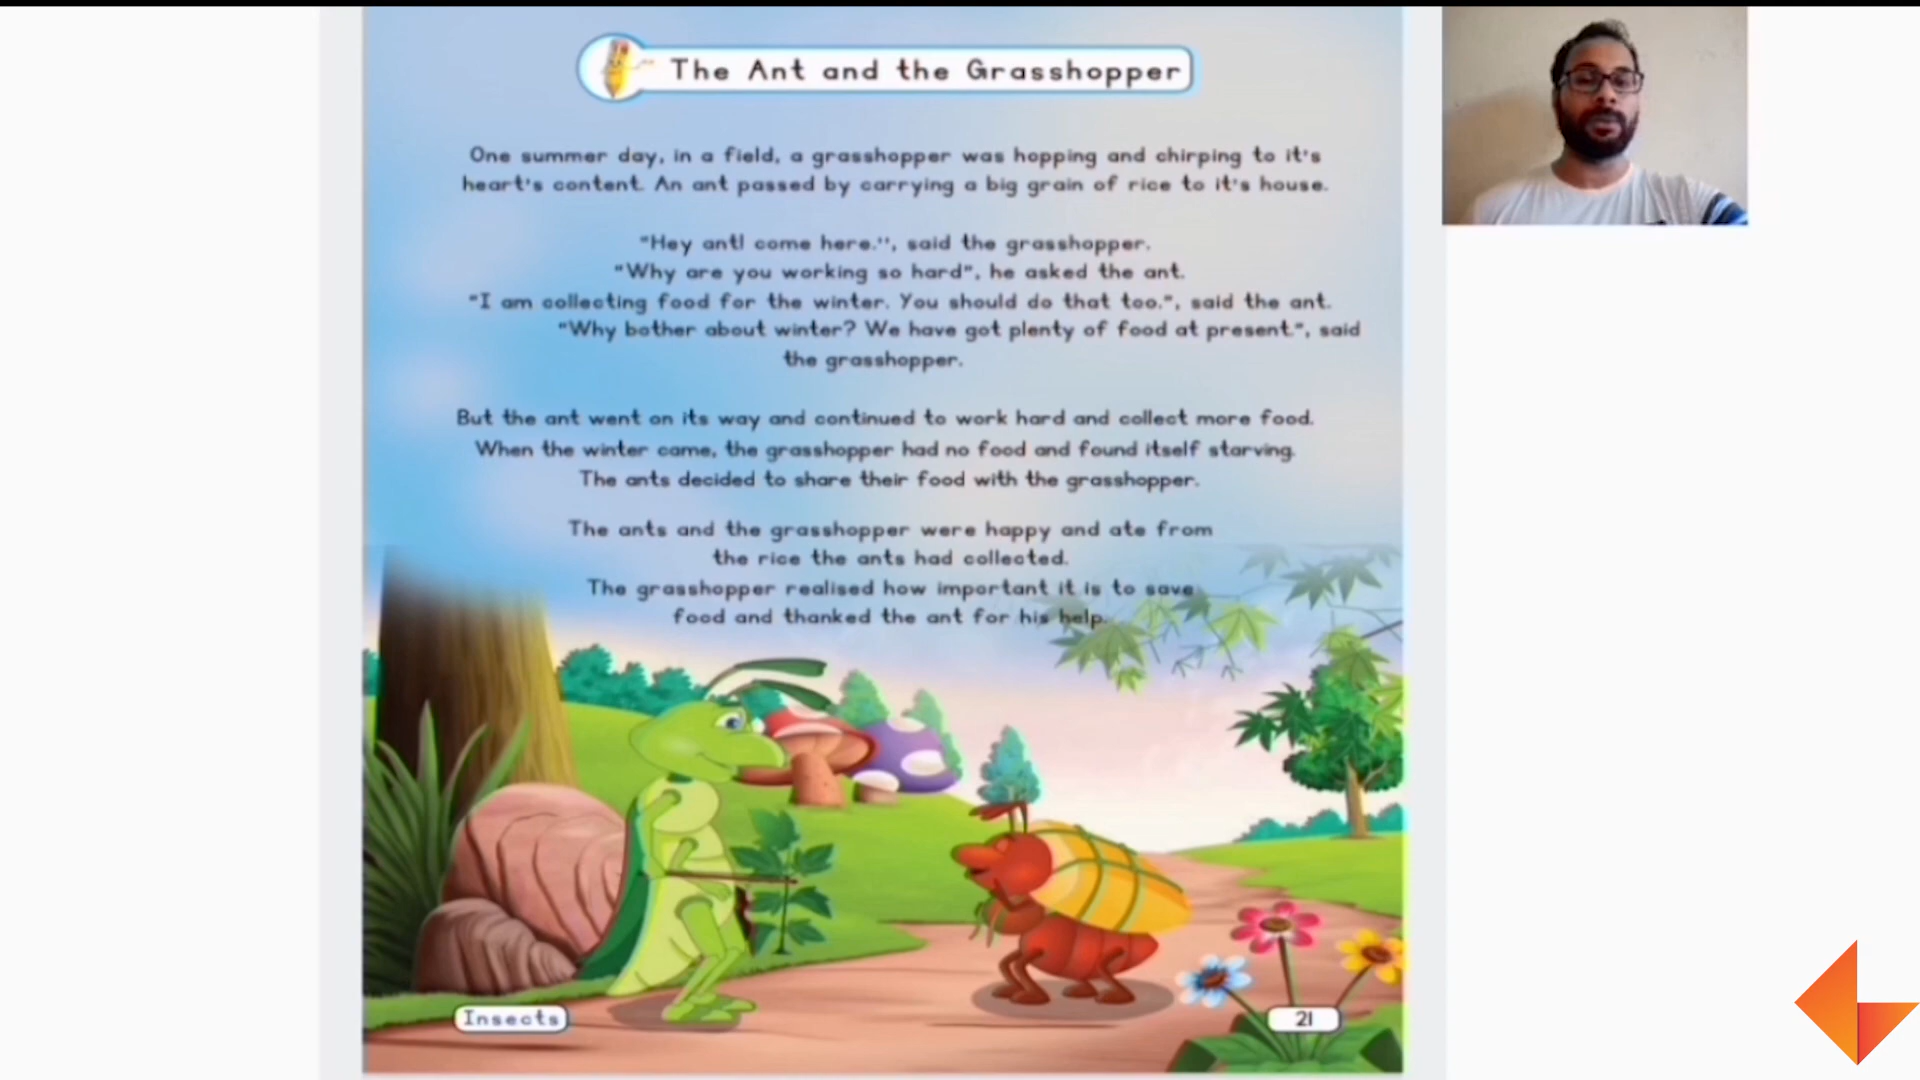 The Ant and the Grasshopper
One summer day, in a field, a grasshopper was hopping and chirping to it's
heart's content. An ant passed by carrying a big grain of rice to it's house.
"Hey ant! come here.", said the grasshopper.
"Why are you working so hard", he asked the ant.
"I am collecting food for the winter. You should do that too.", said the ant.
"Why bother about winter? We have got plenty of food at present.", said
the grasshopper.
But the ant went on its way and continued to work hard and collect more food.
When the winter came, the grasshopper had no food and found itself starving.
The ants decided to share their food with the grasshopper.
The ants and the grasshopper were happy and ate from
the rice the ants had collected.
The grasshopper realised how important it is to save
food and thanked the ant for his help.
Insects
21